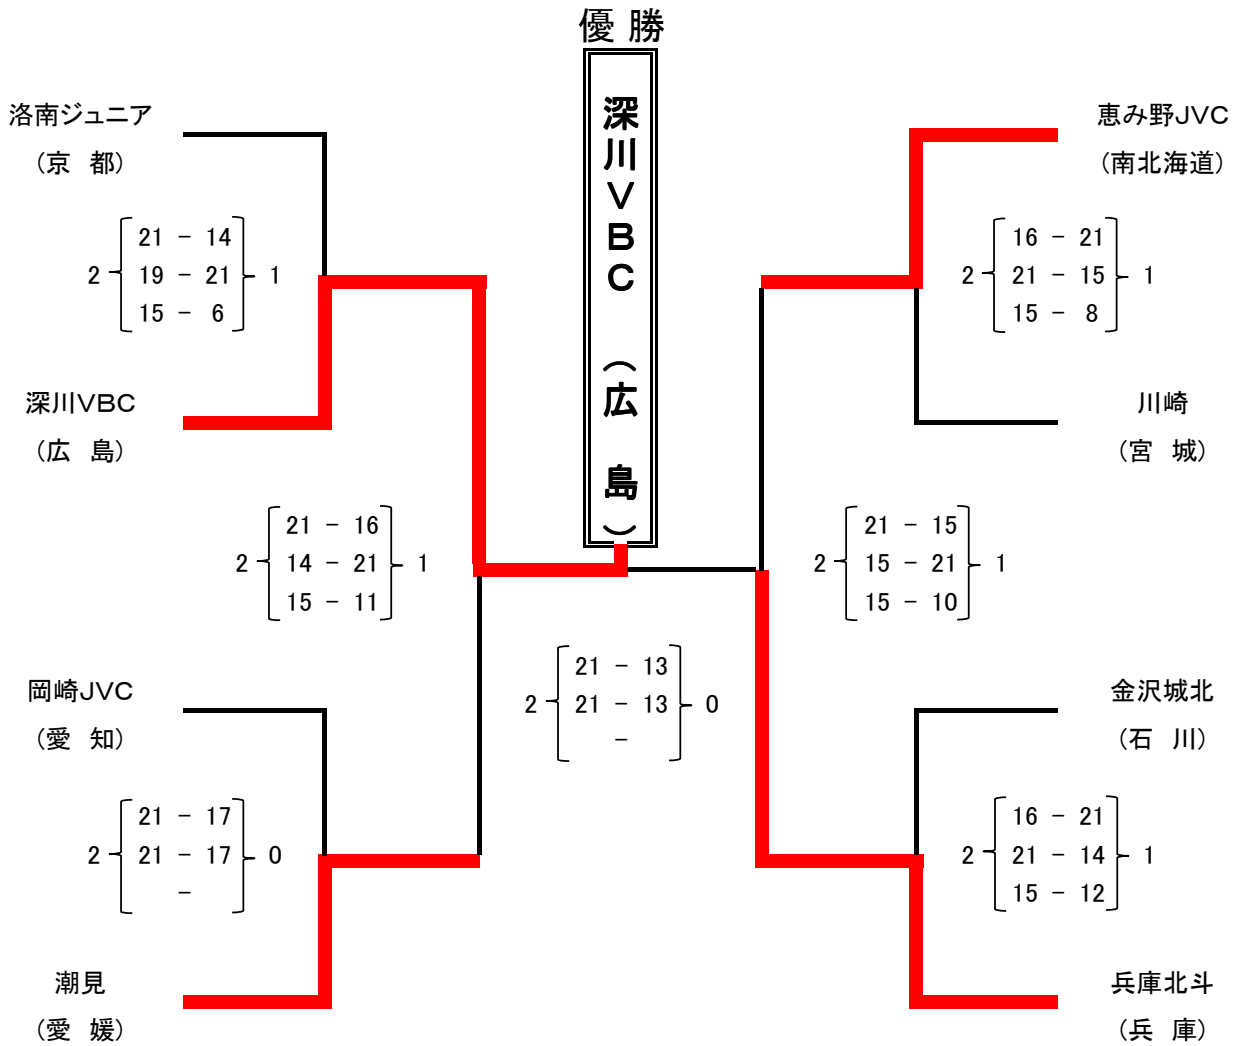 優 勝
深川VBC （広 島）
洛南ジュニア
（京 都）
21 − 14
2 19 − 21 1
15 − 6
深川VBC
（広 島）
21 − 16
2 14 − 21 1
15 − 11
岡崎JVC
（愛 知）
21 − 17
2 21 − 17 0
−
潮見
（愛 媛）
21 − 13
2 21 − 13 0
−
恵み野JVC
（南北海道）
16 − 21
2 21 − 15 1
15 − 8
川崎
（宮 城）
21 − 15
2 15 − 21 1
15 − 10
金沢城北
（石 川）
16 − 21
2 21 − 14 1
15 − 12
兵庫北斗
（兵 庫）